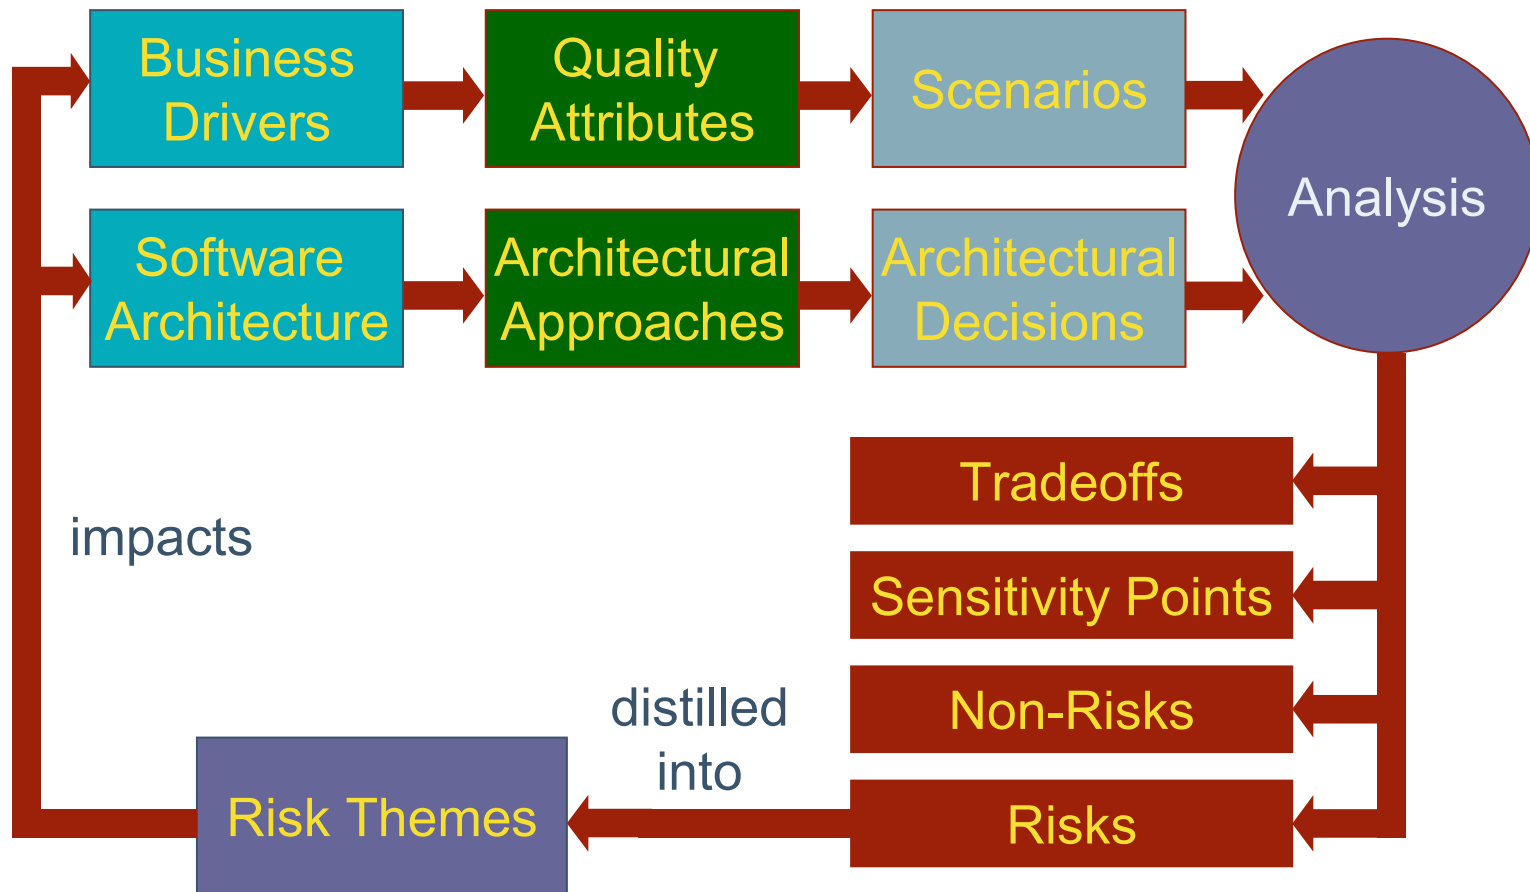 Business
Drivers
Quality
Attributes
Scenarios
Analysis
Software
Architecture
Architectural
Approaches
Architectural
Decisions
Tradeoffs
impacts
Sensitivity Points
Non-Risks
distilled
into
Risk Themes
Risks